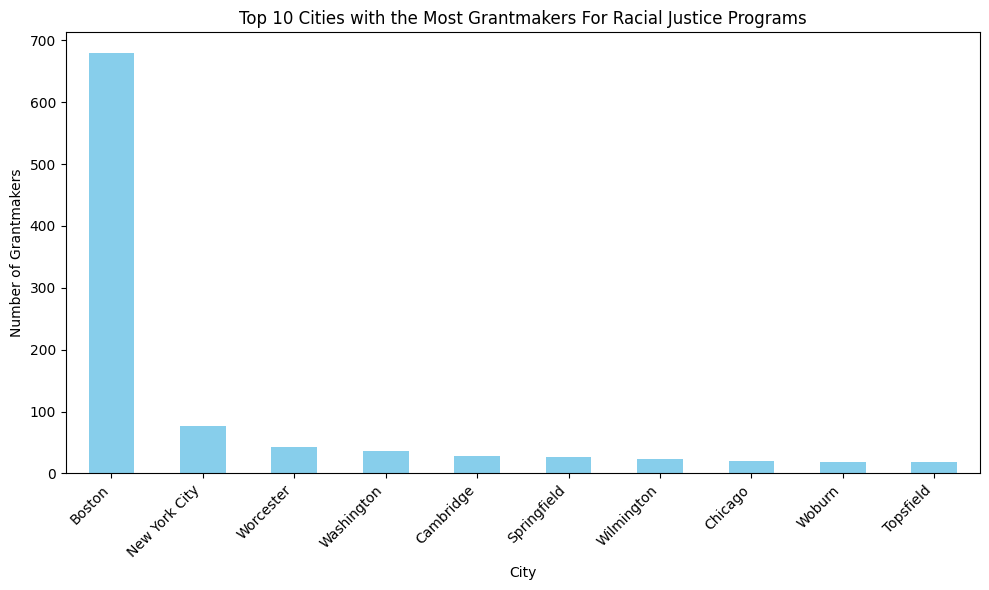 Top 10 Cities with the Most Grantmakers For Racial Justice Programs
Number of Grantmakers
700
600
500
400
300
200
100
0
Boston
New York City
Worcester
Washington
Cambridge
Springfield
Wilmington
Chicago
Woburn
Topsfield
City